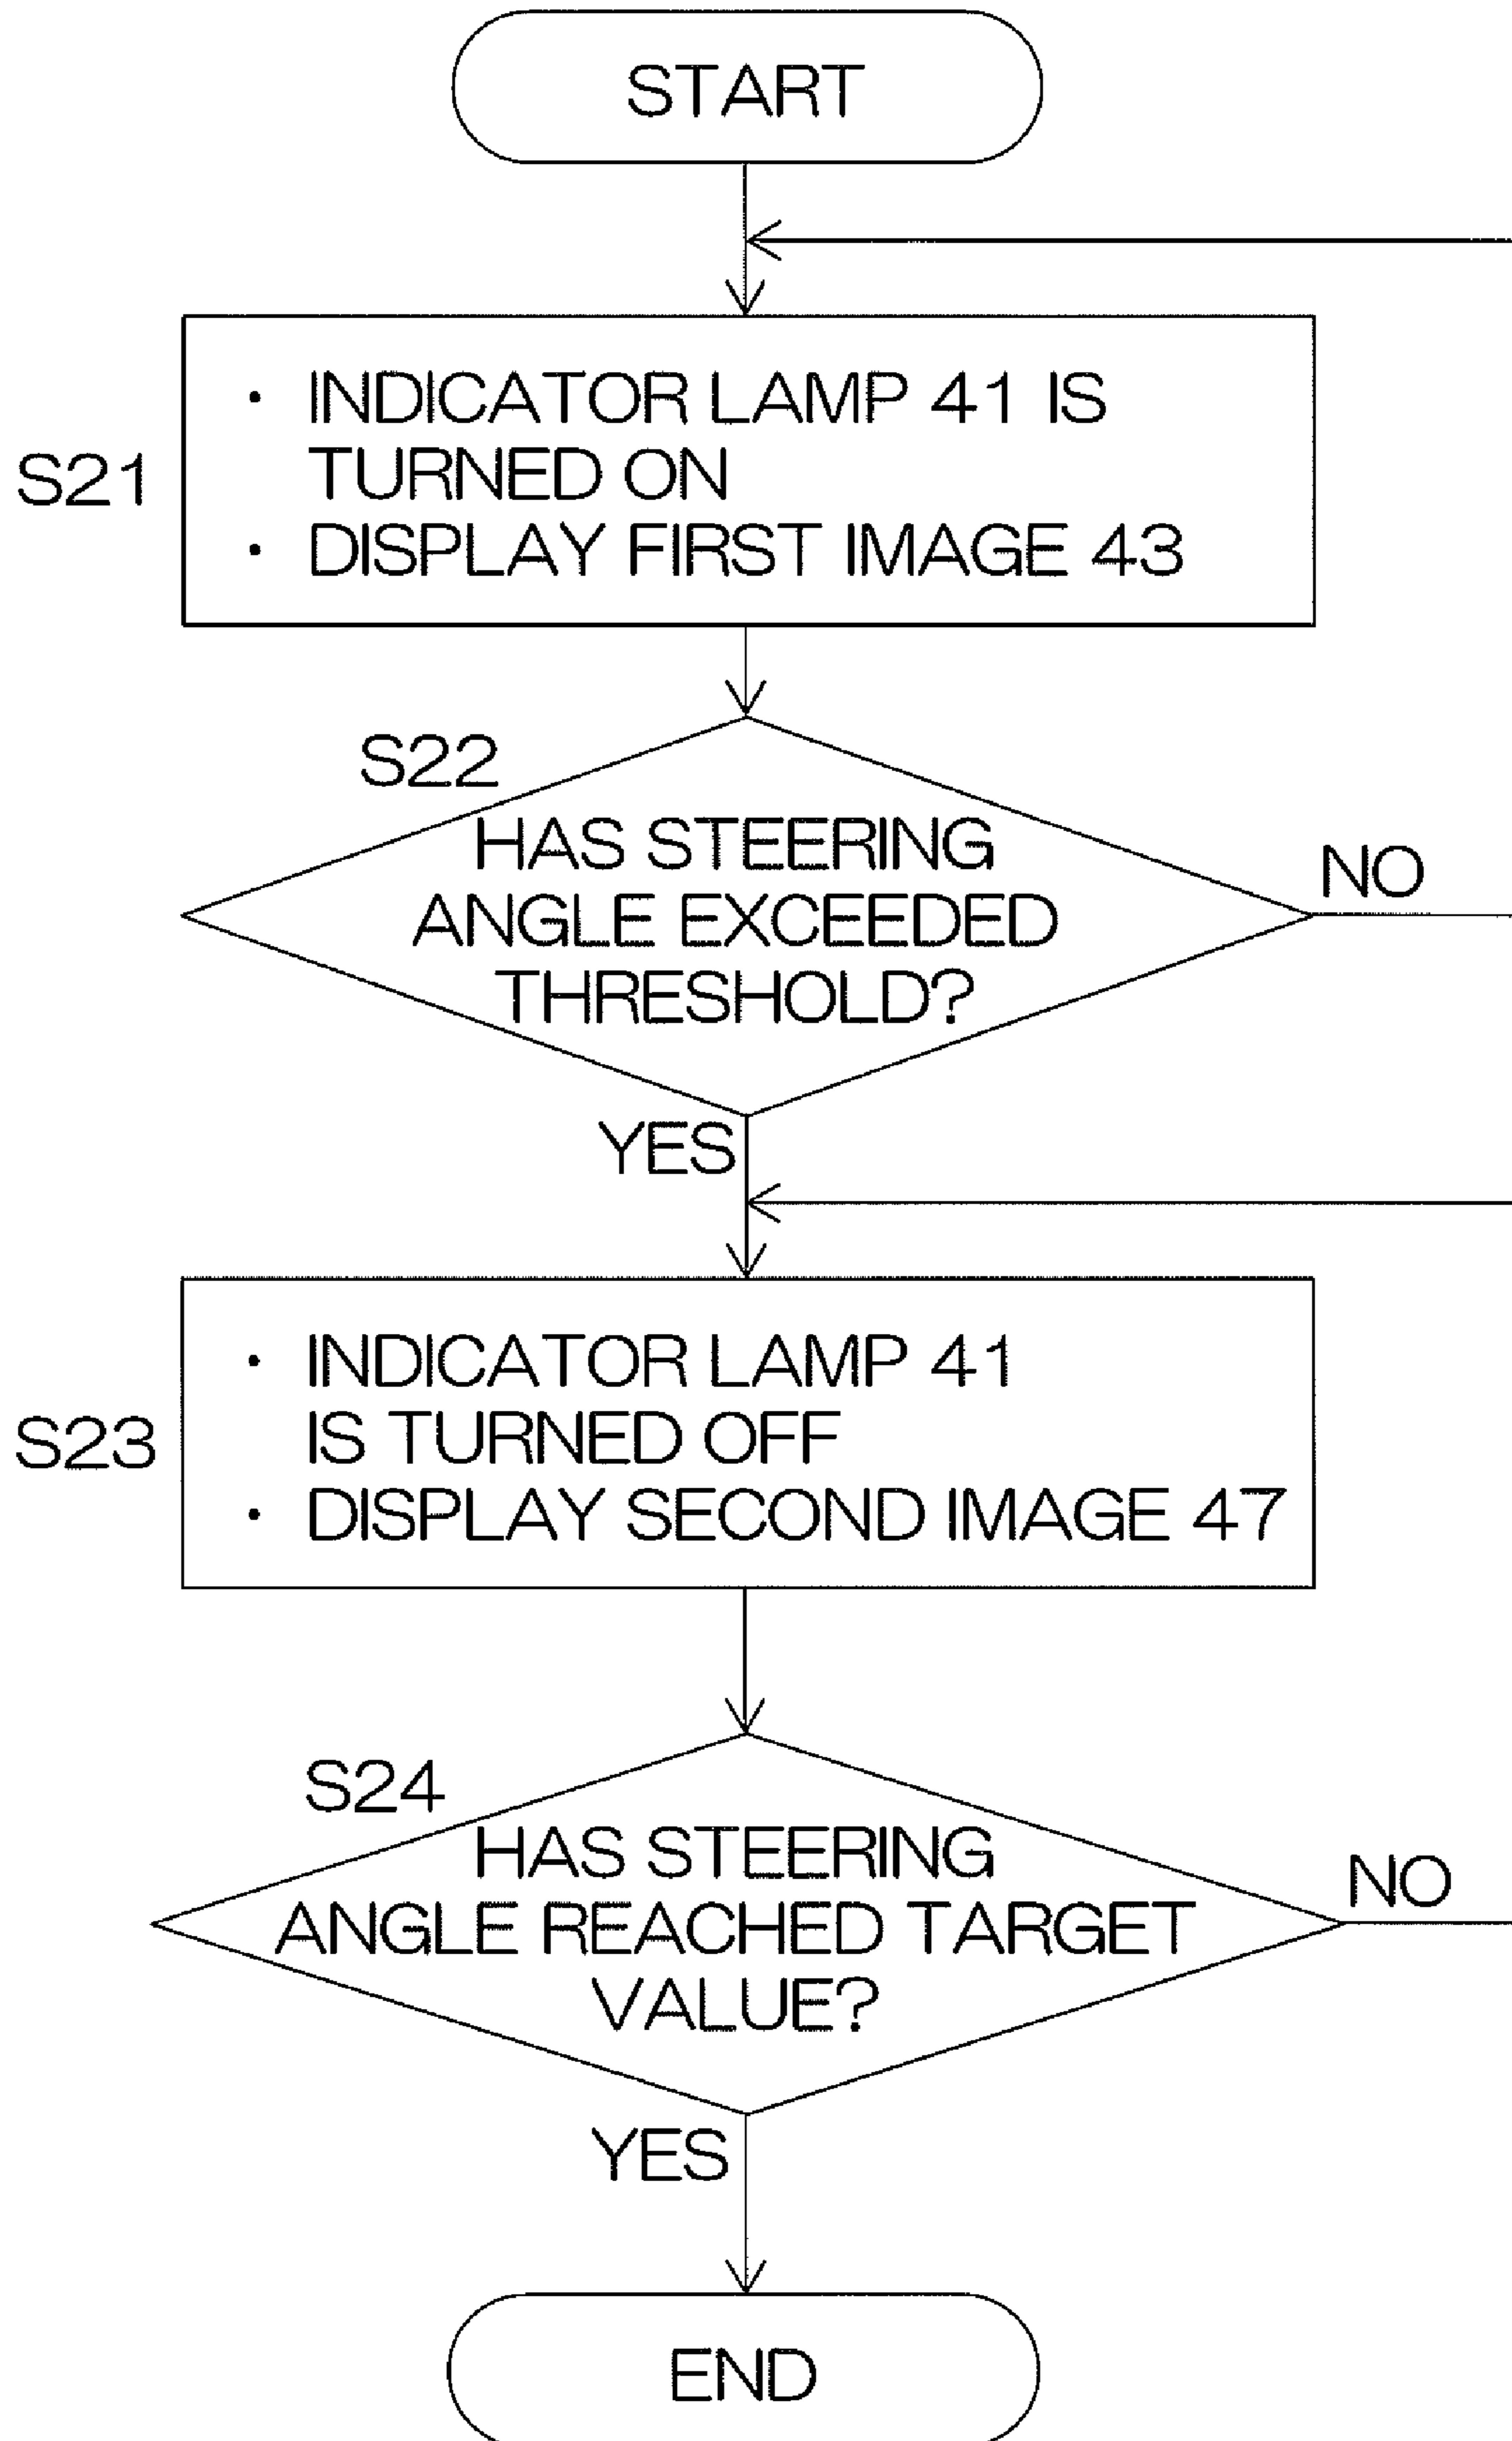 START
· INDICATOR LAMP 41 IS
TURNED ON
· DISPLAY FIRST IMAGE 43
S21
S22
HAS STEERING
ANGLE EXCEEDED
THRESHOLD?
NO
YES
· INDICATOR LAMP 41
IS TURNED OFF
· DISPLAY SECOND IMAGE 47
S23
S24
HAS STEERING
ANGLE REACHED TARGET
VALUE?
NO
YES
END